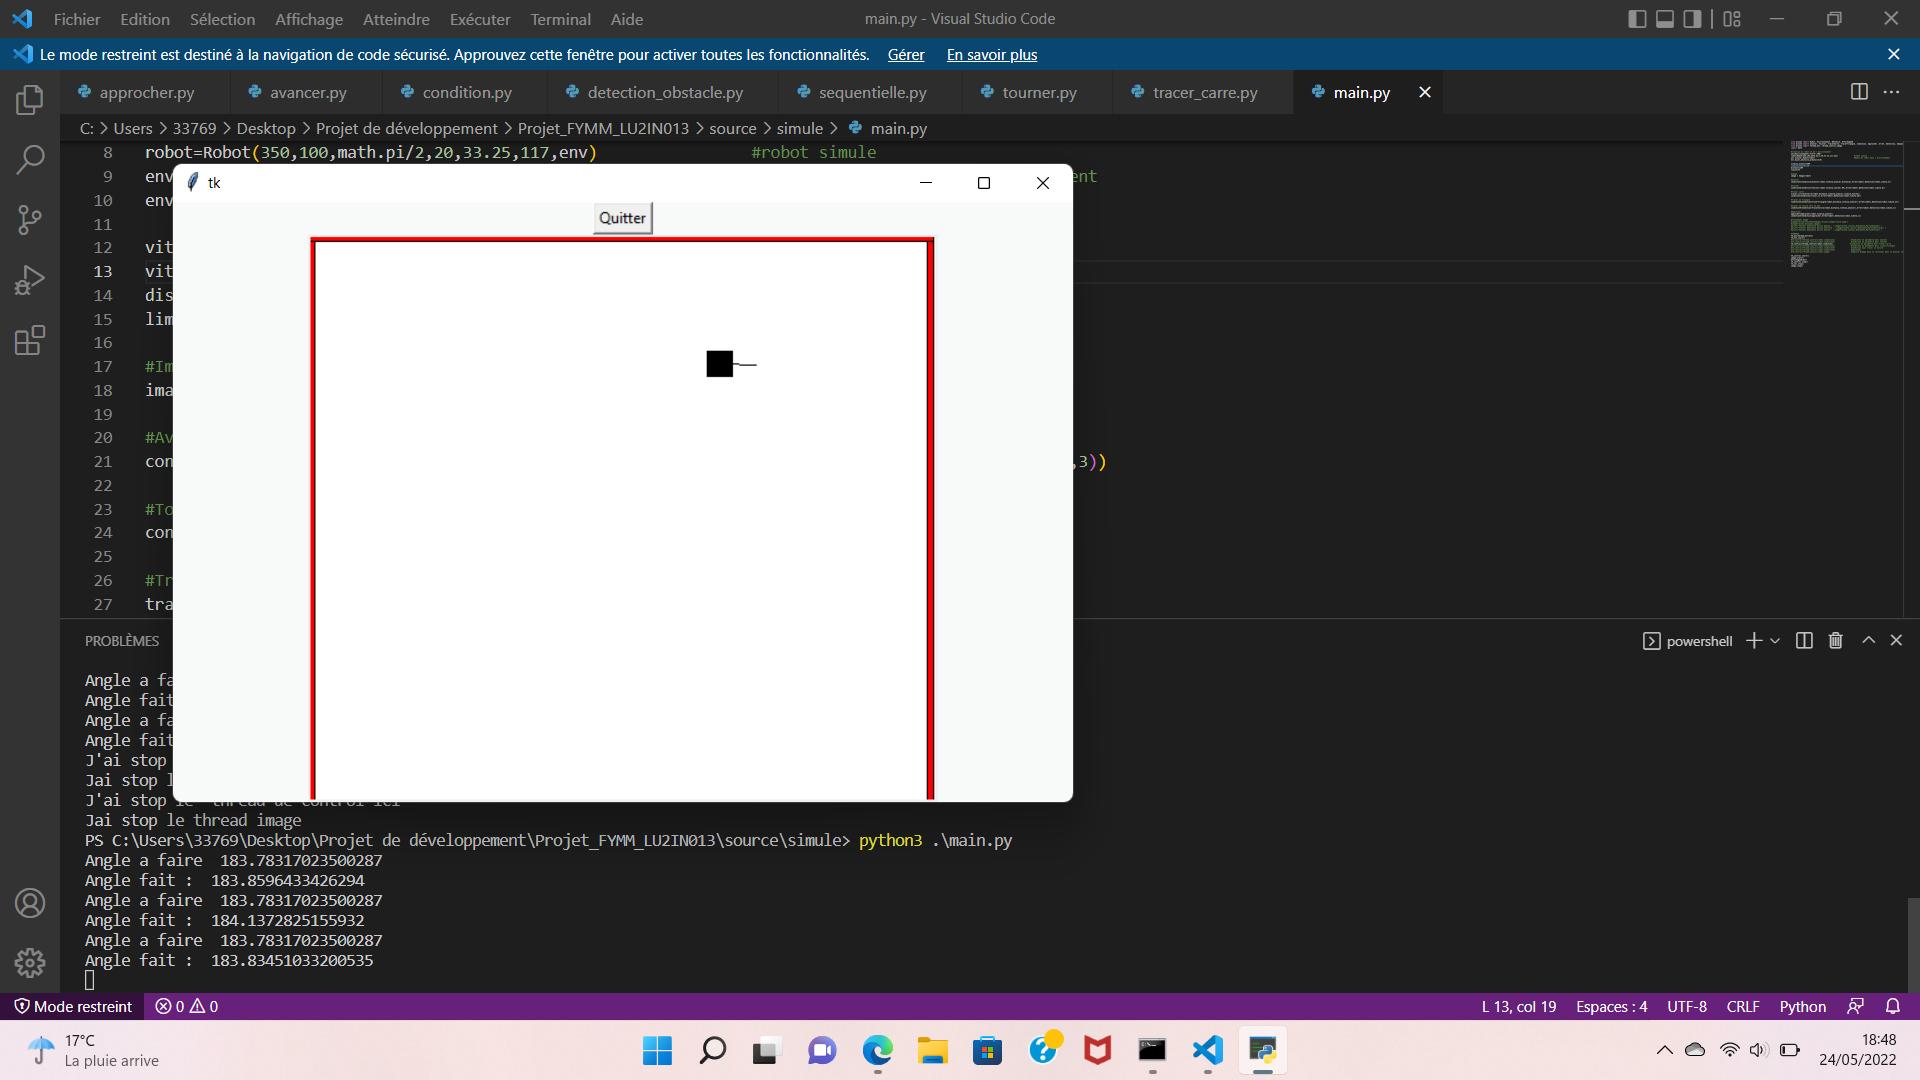 Fichier Edition Sélection Affichage Atteindre Exécuter Terminal Aide main.py - Visual Studio Code
Le mode restreint est destiné à la navigation de code sécurisé. Approuvez cette fenêtre pour activer toutes les fonctionnalités. Gérer En savoir plus
approcher.py avancer.py condition.py detection_obstacle.py sequentielle.py tourner.py tracer_carre.py main.py
C: > Users > 33769 > Desktop > Projet de développement > Projet_FYMM_LU2IN013 > source > simule > main.py
8 robot=Robot(350,100,math.pi/2,20,33.25,117,env) #robot simule
tk
9 env ent
10 env
Quitter
11
12 vit
13 vit
14 dis
15 lim
16
17 #Im
18 ima
19
20 #Av
21 con ,3))
22
23 #To
24 con
25
26 #Tr
27 tra
PROBLÈMES powershell
Angle a fa
Angle fait
Angle a fa
Angle fait
J'ai stop
Jai stop l
J'ai stop le thread de control ici
Jai stop le thread image
PS C:\Users\33769\Desktop\Projet de développement\Projet_FYMM_LU2IN013\source\simule> python3 .\main.py
Angle a faire 183.78317023500287
Angle fait : 183.8596433426294
Angle a faire 183.78317023500287
Angle fait : 184.1372825155932
Angle a faire 183.78317023500287
Angle fait : 183.83451033200535
Mode restreint 0 0 L 13, col 19 Espaces : 4 UTF-8 CRLF Python
17°C
La pluie arrive
18:48
24/05/2022